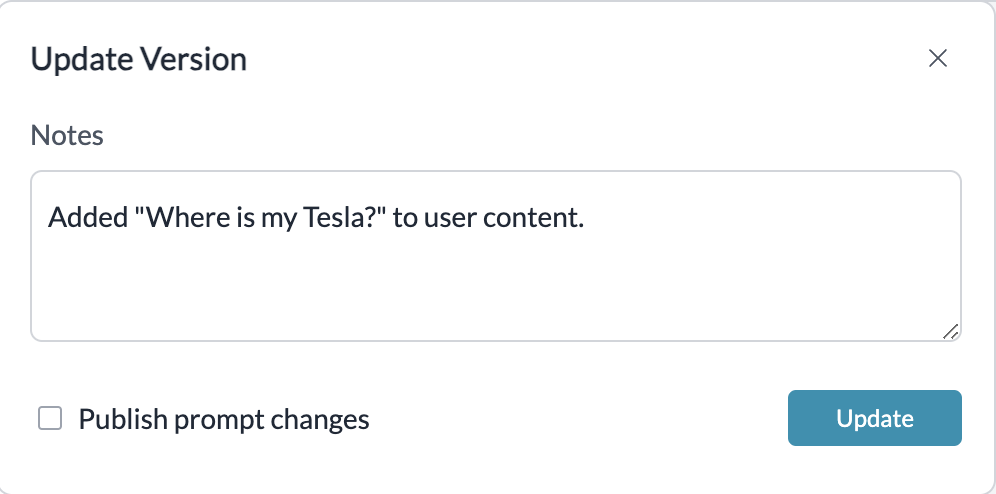 Update Version
Notes
Added "Where is my Tesla?" to user content.
Publish prompt changes
Update